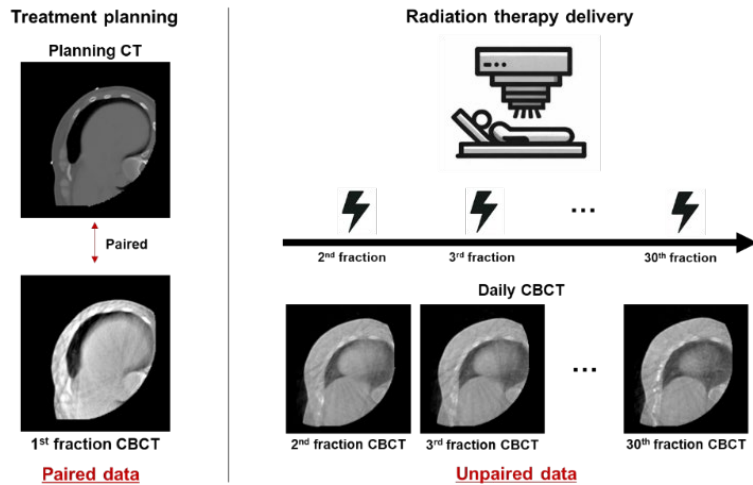 Treatment planning
Planning CT
Paired
1st fraction CBCT
Paired data
Radiation therapy delivery
...
2nd fraction
3rd fraction
30th fraction
Daily CBCT
...
2nd fraction CBCT
3rd fraction CBCT
30th fraction CBCT
Unpaired data